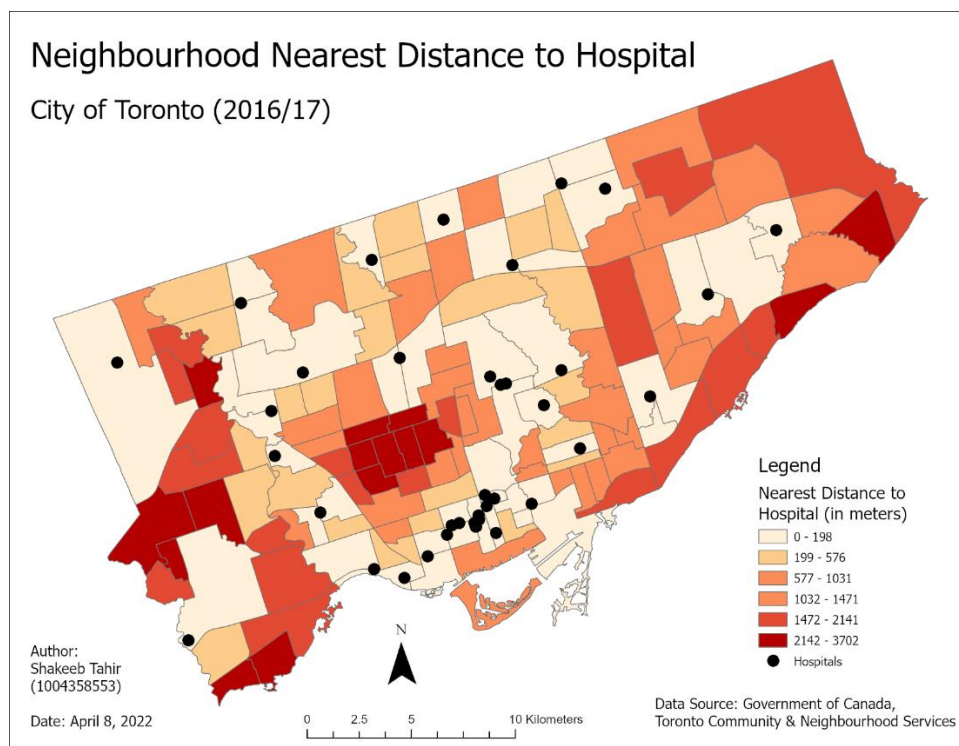 Neighbourhood Nearest Distance to Hospital
City of Toronto (2016/17)
Legend
Nearest Distance to
Hospital (in meters)
0 - 198
199 - 576
577 - 1031
1032 - 1471
1472 - 2141
2142 - 3702
Hospitals
Author:
Shakeeb Tahir
(1004358553)
Date: April 8, 2022
N
0 2.5 5 10 Kilometers
Data Source: Government of Canada,
Toronto Community & Neighbourhood Services